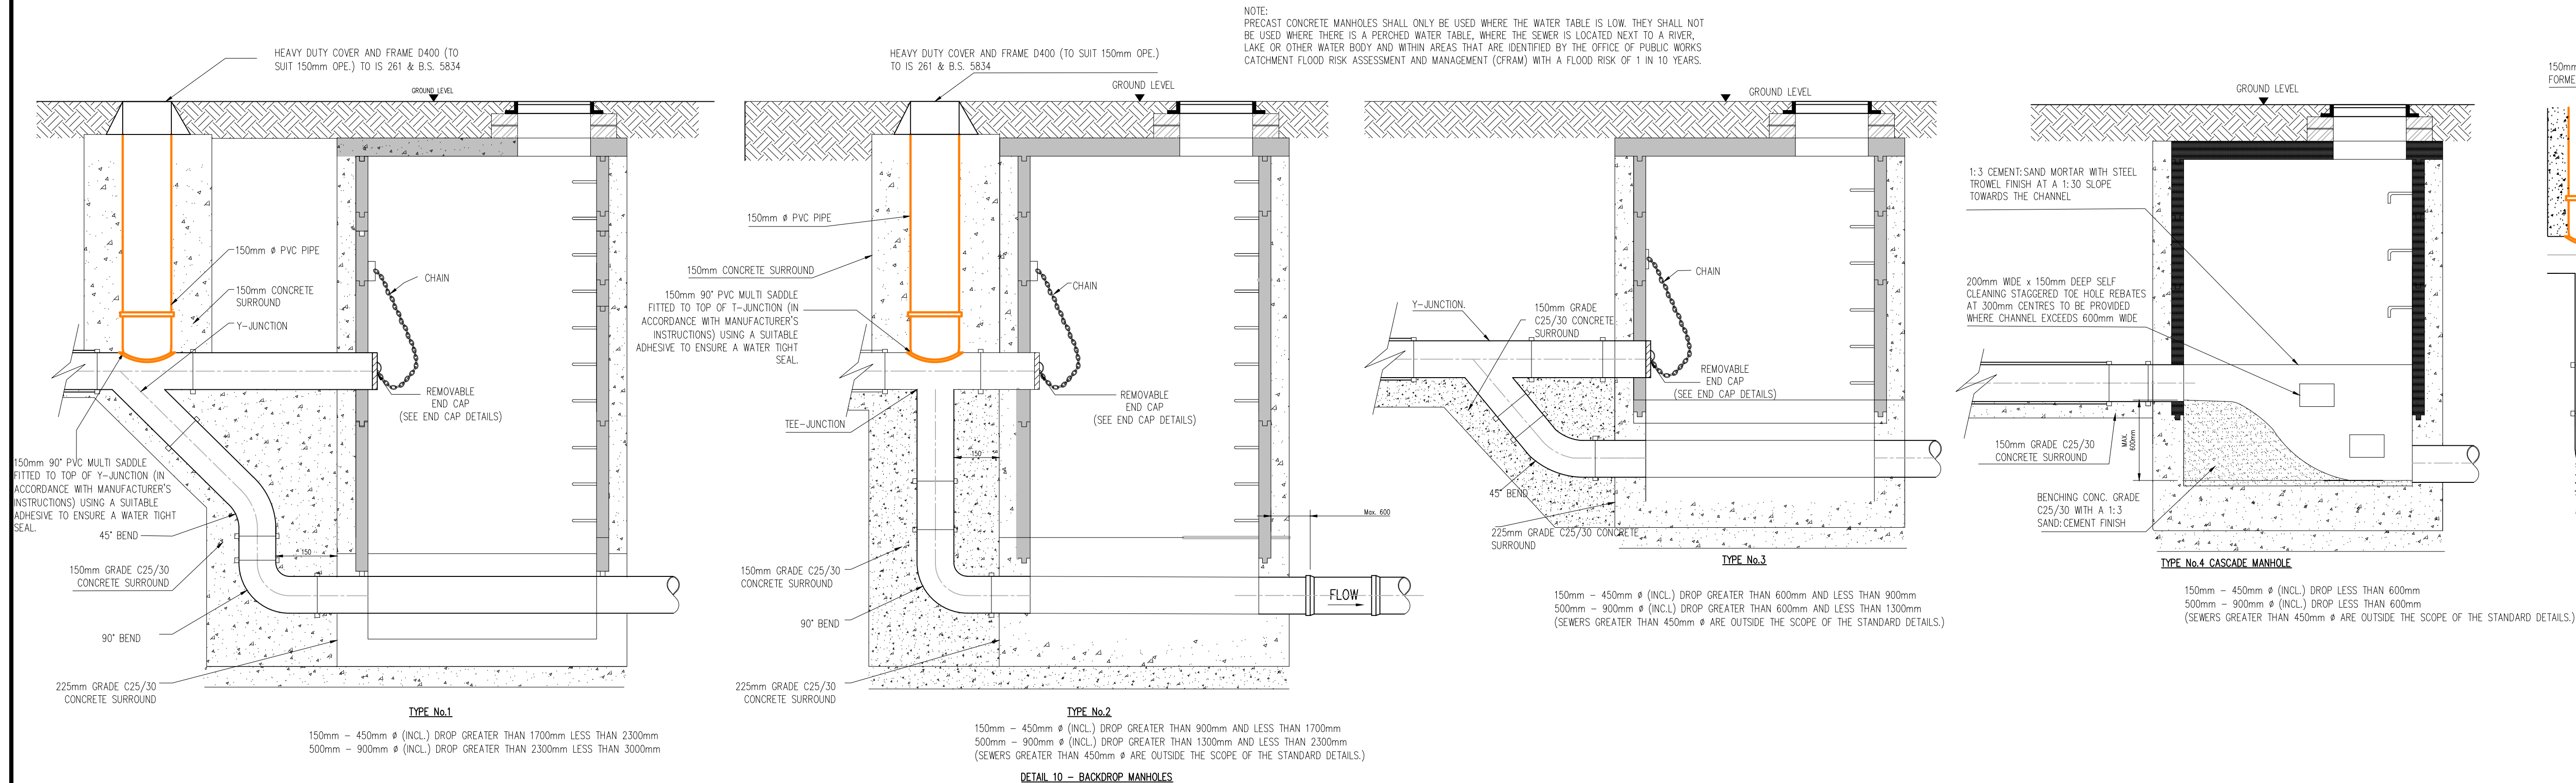 NOTE:
PRECAST CONCRETE MANHOLES SHALL ONLY BE USED WHERE THE WATER TABLE IS LOW. THEY SHALL NOT
BE USED WHERE THERE IS A PERCHED WATER TABLE, WHERE THE SEWER IS LOCATED NEXT TO A RIVER,
LAKE OR OTHER WATER BODY AND WITHIN AREAS THAT ARE IDENTIFIED BY THE OFFICE OF PUBLIC WORKS
CATCHMENT FLOOD RISK ASSESSMENT AND MANAGEMENT (CFRAM) WITH A FLOOD RISK OF 1 IN 10 YEARS.
HEAVY DUTY COVER AND FRAME D400 (TO
SUIT 150mm OPE.) TO IS 261 & B.S. 5834
GROUND LEVEL
150mm ø PVC PIPE
150mm CONCRETE
SURROUND
Y-JUNCTION
CHAIN
REMOVABLE
END CAP
(SEE END CAP DETAILS)
150mm 90° PVC MULTI SADDLE
FITTED TO TOP OF Y-JUNCTION (IN
ACCORDANCE WITH MANUFACTURER'S
INSTRUCTIONS) USING A SUITABLE
ADHESIVE TO ENSURE A WATER TIGHT
SEAL.
45° BEND
150
150mm GRADE C25/30
CONCRETE SURROUND
90° BEND
225mm GRADE C25/30
CONCRETE SURROUND
TYPE No.1
150mm - 450mm ø (INCL.) DROP GREATER THAN 1700mm LESS THAN 2300mm
500mm - 900mm ø (INCL.) DROP GREATER THAN 2300mm LESS THAN 3000mm
HEAVY DUTY COVER AND FRAME D400 (TO SUIT 150mm OPE.)
TO IS 261 & B.S. 5834
GROUND LEVEL
150mm ø PVC PIPE
150mm CONCRETE SURROUND
150mm 90° PVC MULTI SADDLE
FITTED TO TOP OF T-JUNCTION (IN
ACCORDANCE WITH MANUFACTURER'S
INSTRUCTIONS) USING A SUITABLE
ADHESIVE TO ENSURE A WATER TIGHT
SEAL.
CHAIN
REMOVABLE
END CAP
(SEE END CAP DETAILS)
TEE-JUNCTION
150
Max. 600
150mm GRADE C25/30
CONCRETE SURROUND
FLOW
90° BEND
225mm GRADE C25/30
CONCRETE SURROUND
TYPE No.2
150mm - 450mm ø (INCL.) DROP GREATER THAN 900mm AND LESS THAN 1700mm
500mm - 900mm ø (INCL.) DROP GREATER THAN 1300mm AND LESS THAN 2300mm
(SEWERS GREATER THAN 450mm ø ARE OUTSIDE THE SCOPE OF THE STANDARD DETAILS.)
DETAIL 10 - BACKDROP MANHOLES
GROUND LEVEL
CHAIN
Y-JUNCTION.
150mm GRADE
C25/30 CONCRETE
SURROUND
REMOVABLE
END CAP
(SEE END CAP DETAILS)
45° BEND
225mm GRADE C25/30 CONCRETE
SURROUND
TYPE No.3
150mm - 450mm ø (INCL.) DROP GREATER THAN 600mm AND LESS THAN 900mm
500mm - 900mm ø (INC.L) DROP GREATER THAN 600mm AND LESS THAN 1300mm
(SEWERS GREATER THAN 450mm ø ARE OUTSIDE THE SCOPE OF THE STANDARD DETAILS.)
GROUND LEVEL
1:3 CEMENT:SAND MORTAR WITH STEEL
TROWEL FINISH AT A 1:30 SLOPE
TOWARDS THE CHANNEL
200mm WIDE x 150mm DEEP SELF
CLEANING STAGGERED TOE HOLE REBATES
AT 300mm CENTRES TO BE PROVIDED
WHERE CHANNEL EXCEEDS 600mm WIDE
MAX.
600mm
150mm GRADE C25/30
CONCRETE SURROUND
BENCHING CONC. GRADE
C25/30 WITH A 1:3
SAND:CEMENT FINISH
TYPE No.4 CASCADE MANHOLE
150mm - 450mm ø (INCL.) DROP LESS THAN 600mm
500mm - 900mm ø (INCL.) DROP LESS THAN 600mm
(SEWERS GREATER THAN 450mm ø ARE OUTSIDE THE SCOPE OF THE STANDARD DETAILS.)
150mm
FORME